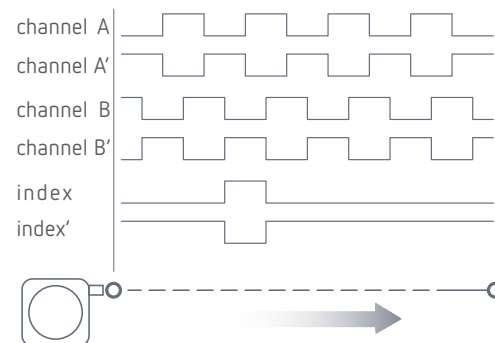 channel A
channel A’
channel B
channel B’
index
index’